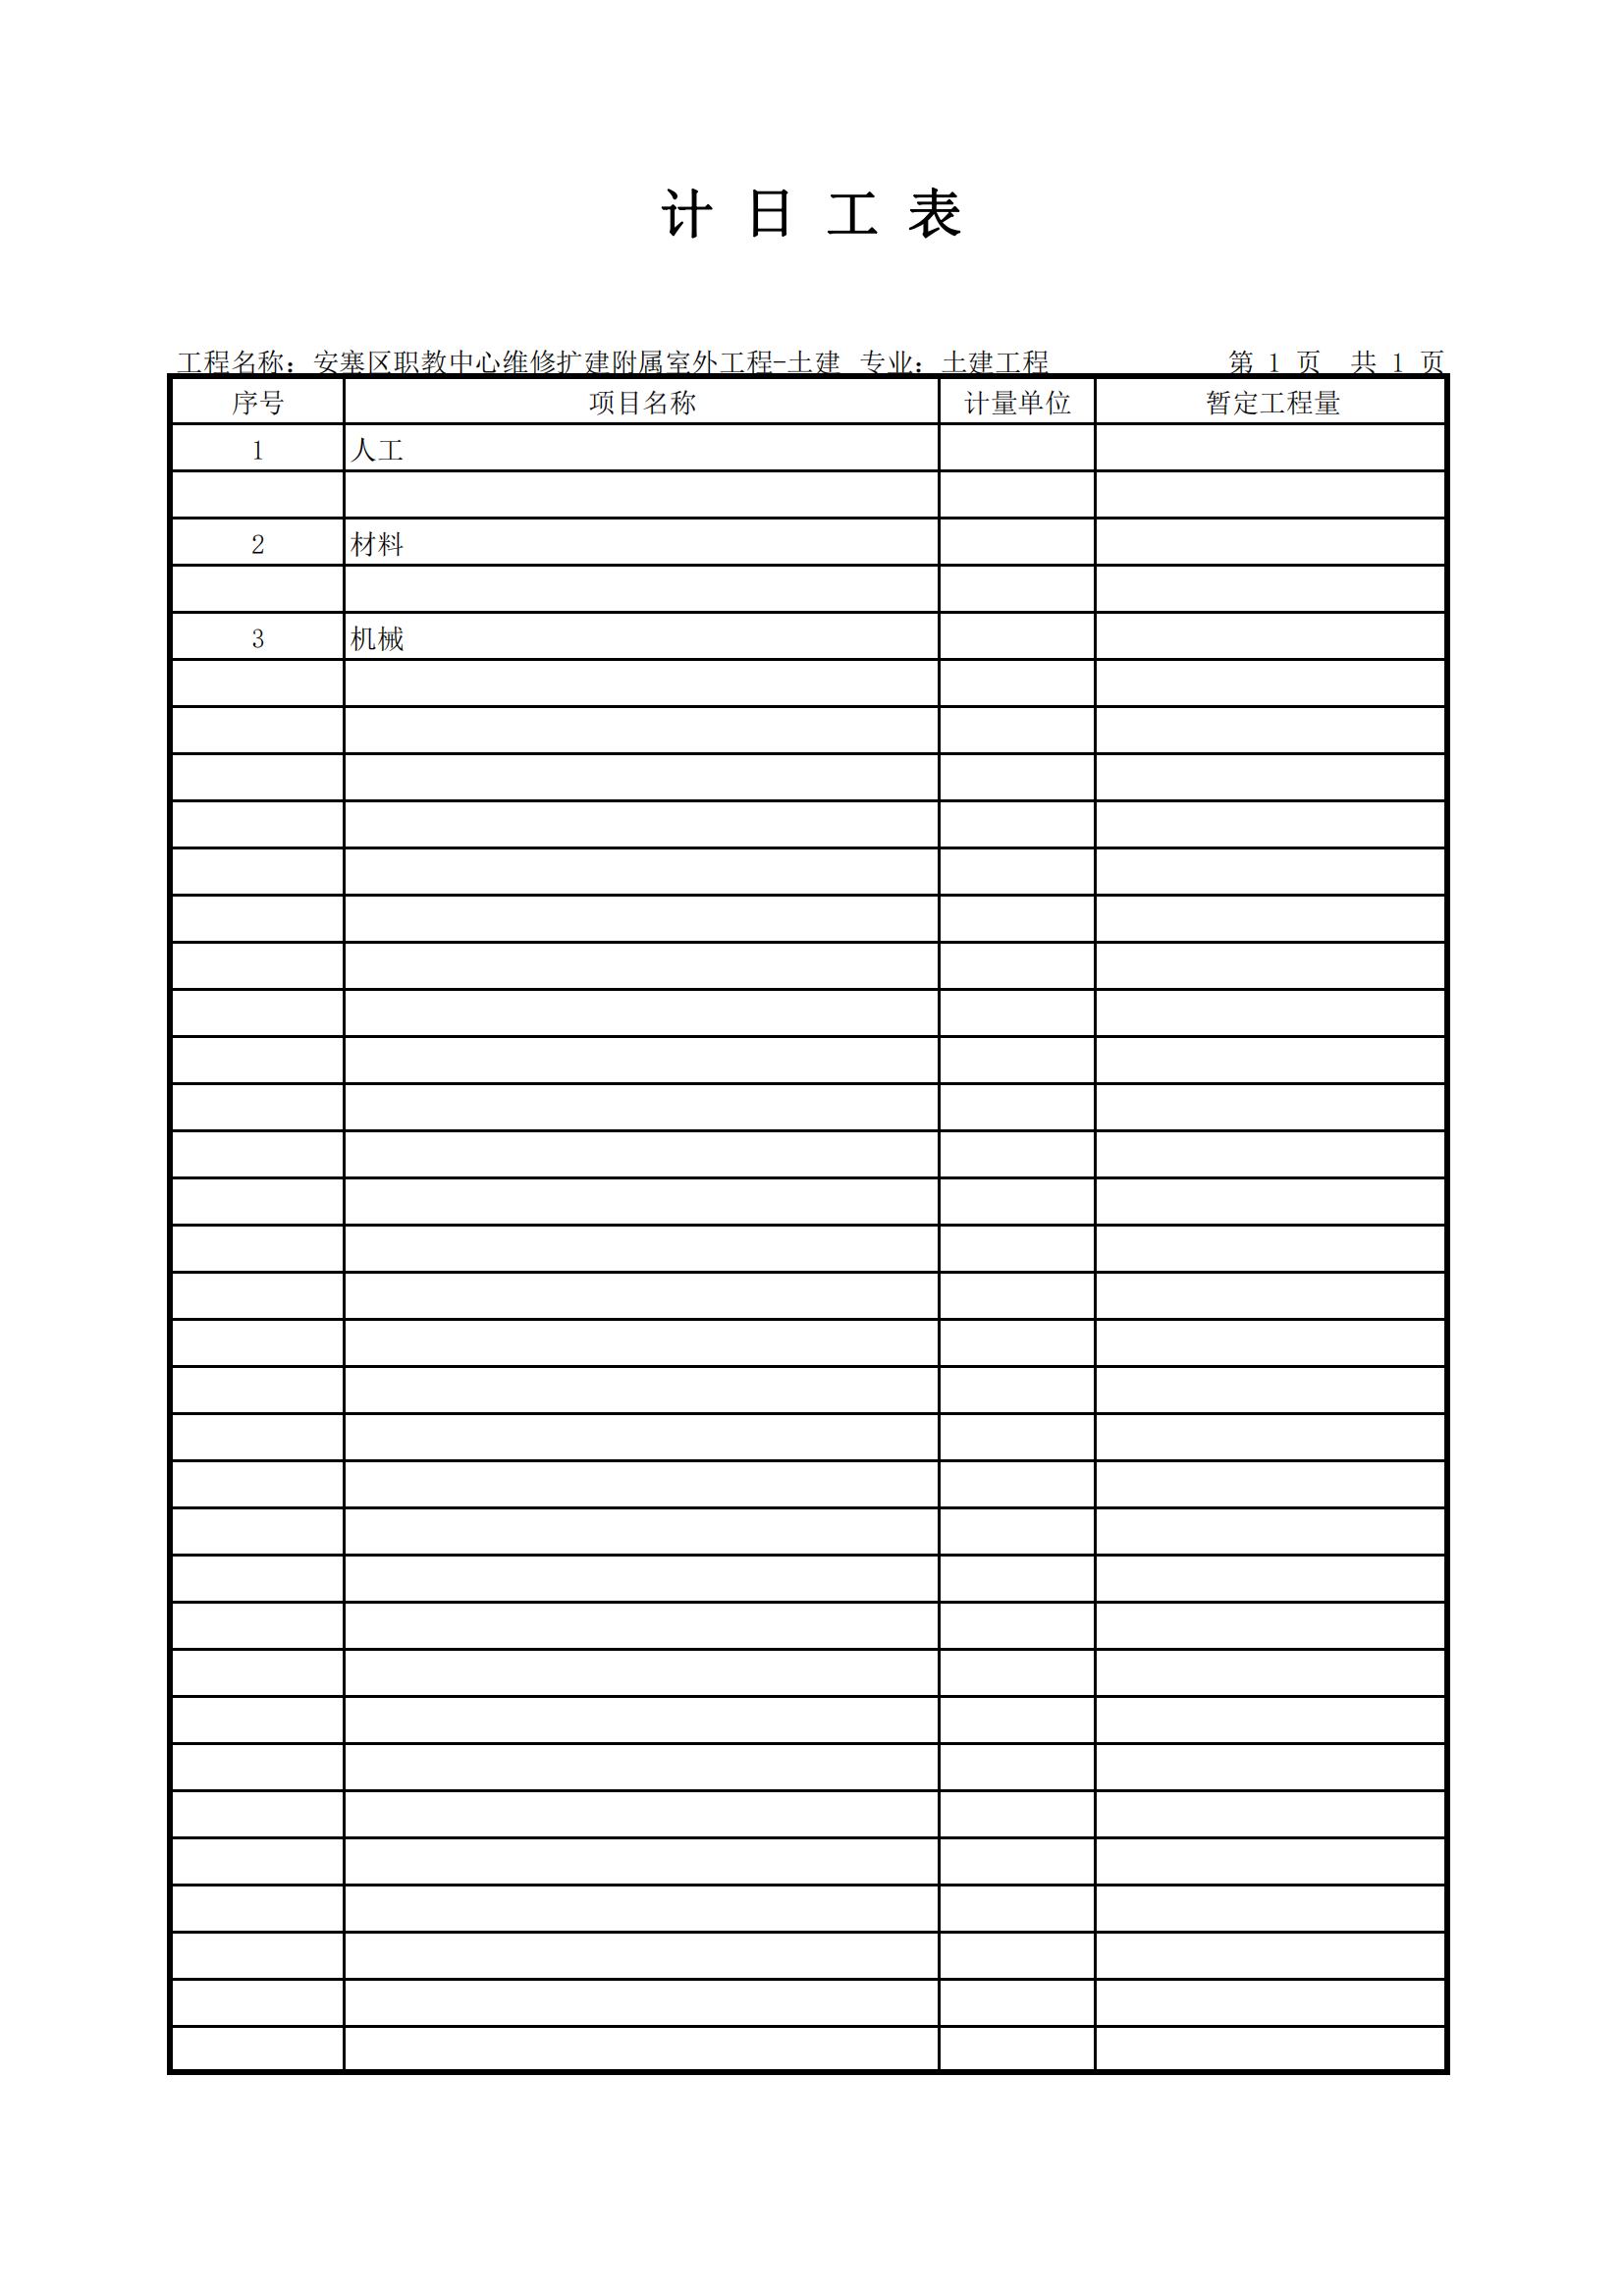 计 日 工 表
工程名称：安塞区职教中心维修扩建附属室外工程-土建 专业：土建工程 第 1 页 共 1 页
序号 项目名称 计量单位 暂定工程量
1 人工
2 材料
3 机械